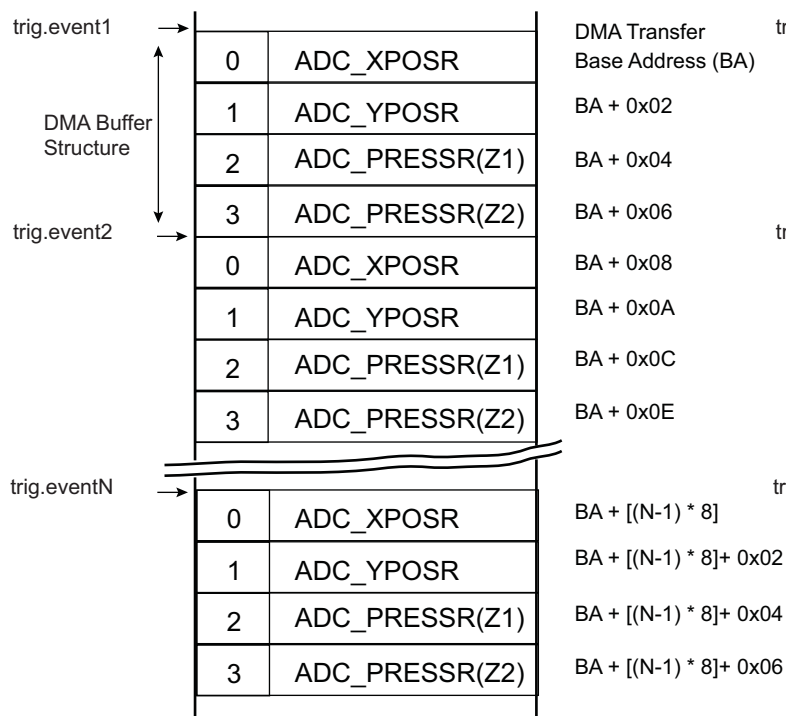 trig.event1
DMA Transfer
tr
0 ADC_XPOSR Base Address (BA)
1 ADC_YPOSR BA + 0x02
DMA Buffer
Structure
2 ADC_PRESSR(Z1) BA + 0x04
3 ADC_PRESSR(Z2) BA + 0x06
trig.event2
tr
0 ADC_XPOSR BA + 0x08
1 ADC_YPOSR BA + 0x0A
2 ADC_PRESSR(Z1) BA + 0x0C
3 ADC_PRESSR(Z2) BA + 0x0E
trig.eventN
tr
0 ADC_XPOSR BA + [(N-1) * 8]
1 ADC_YPOSR BA + [(N-1) * 8]+ 0x02
2 ADC_PRESSR(Z1) BA + [(N-1) * 8]+ 0x04
3 ADC_PRESSR(Z2) BA + [(N-1) * 8]+ 0x06